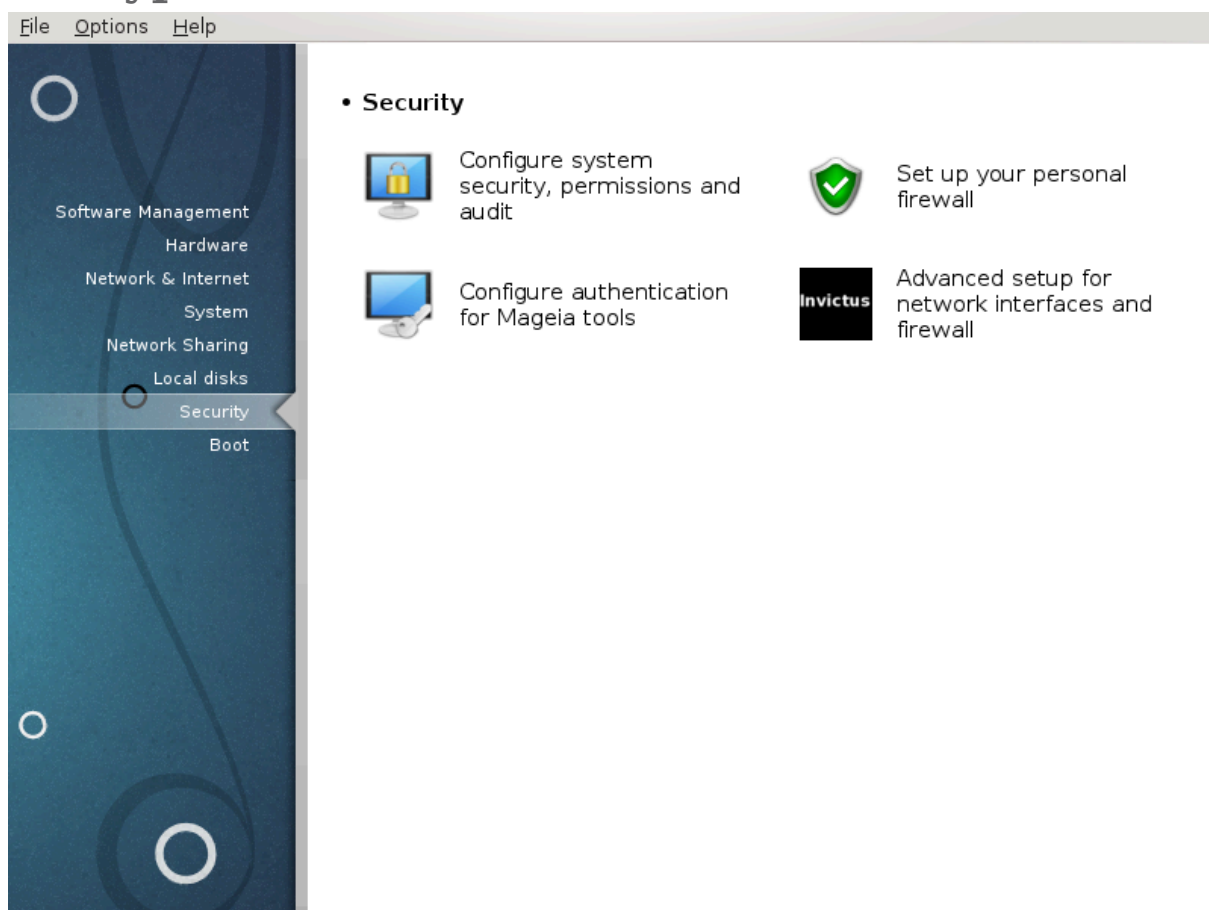 File Options Help
Software Management
Hardware
Network & Internet
System
Network Sharing
Local disks
Security
Boot
• Security
Configure system
security, permissions and
audit
Set up your personal
firewall
Configure authentication
for Mageia tools
Invictus
Advanced setup for
network interfaces and
firewall